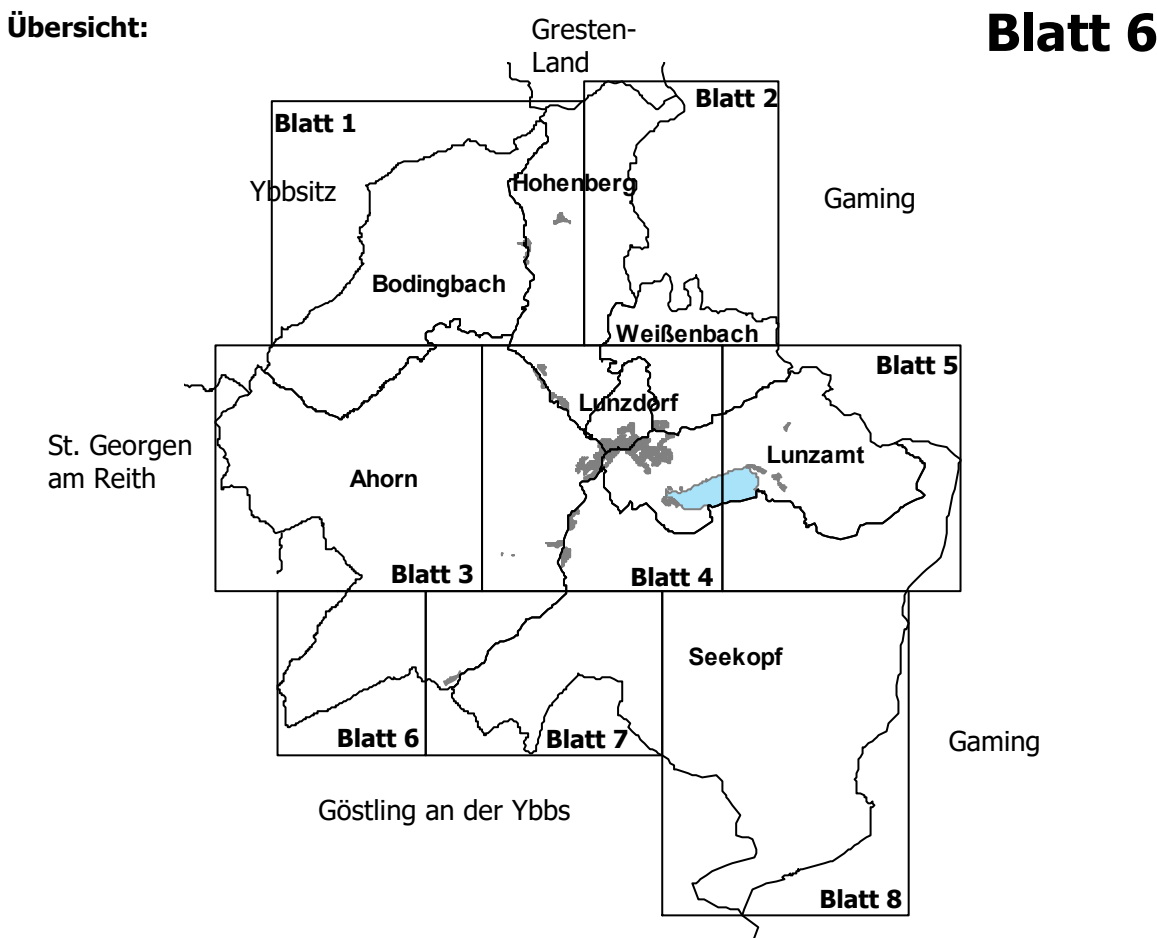 Übersicht:
Blatt 6
Gresten-
Land
Blatt 2
Blatt 1
Hohenberg
Ybbsitz
Gaming
Bodingbach
Weißenbach
Blatt 5
Lunzdorf
St. Georgen
am Reith
Lunzamt
Ahorn
Blatt 3
Blatt 4
Seekopf
Blatt 6
Blatt 7
Gaming
Göstling an der Ybbs
Blatt 8